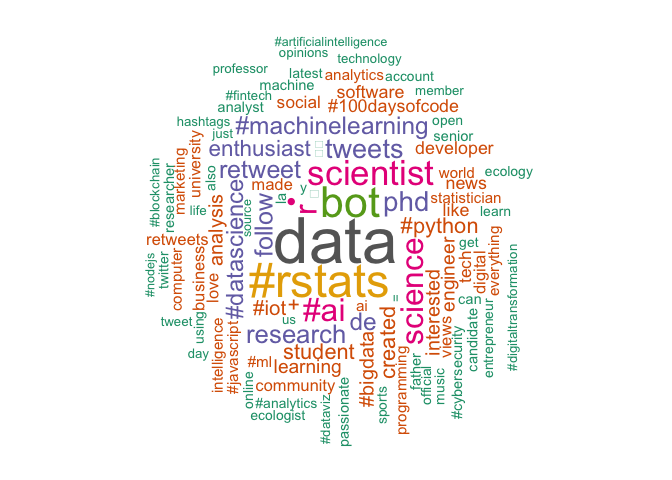 #artificialintelligence
opinions
technology
professor
latest
analytics
account
machine
#fintech
software
member
analyst
social
#100daysofcode
hashtags
#machinelearning
open
just
enthusiast
tweets
developer
senior
university
marketing
researcher
#blockchain
also
retweet
scientist
world
ecology
life
made
la
y
r
bot
phd
news
statistician
like
learn
source
#datascience
follow
analysis
data
#python
retweets
love
business
computer
twitter
#nodejs
#rstats
science
engineer
get
tech
digital
everything
#iot
+
#ai
ai
=
de
interested
views
can
candidate
entrepreneur
#digitaltransformation
tweet
using
us
research
created
day
intelligence
#javascript
student
#ml
learning
#bigdata
programming
father
official
music
#cybersecurity
online
community
#analytics
ecologist
#dataviz
passionate
sports